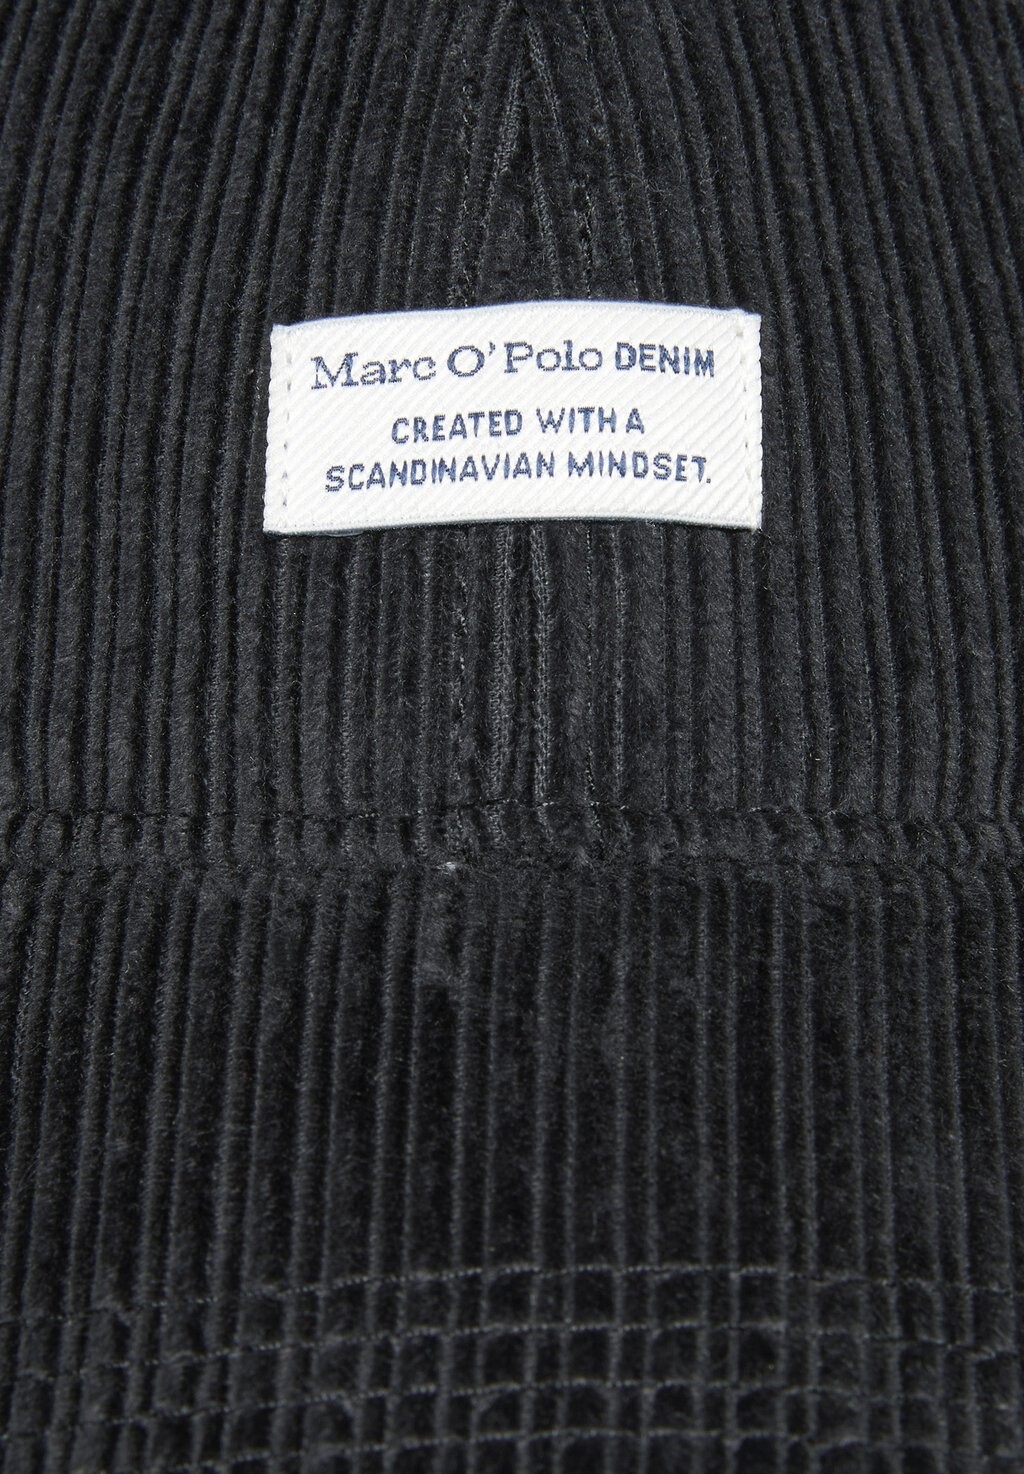 Marc O'Polo DENIM
CREATED WITH A
SCANDINAVIAN MINDSET.